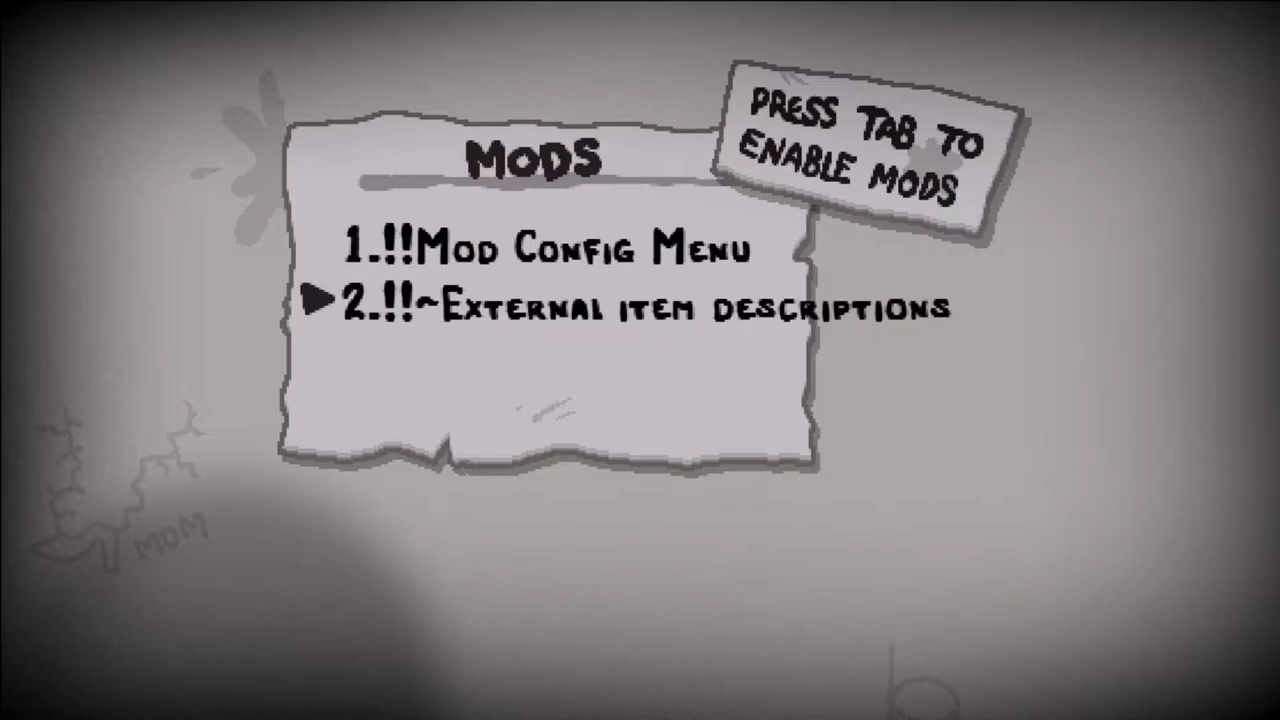 PRESS TAB TO
ENABLE MODS
MODS
1.!!MOD CONFIG MENU
2.!!~EXTERNAL ITEM DESCRIPTIONS
MOM